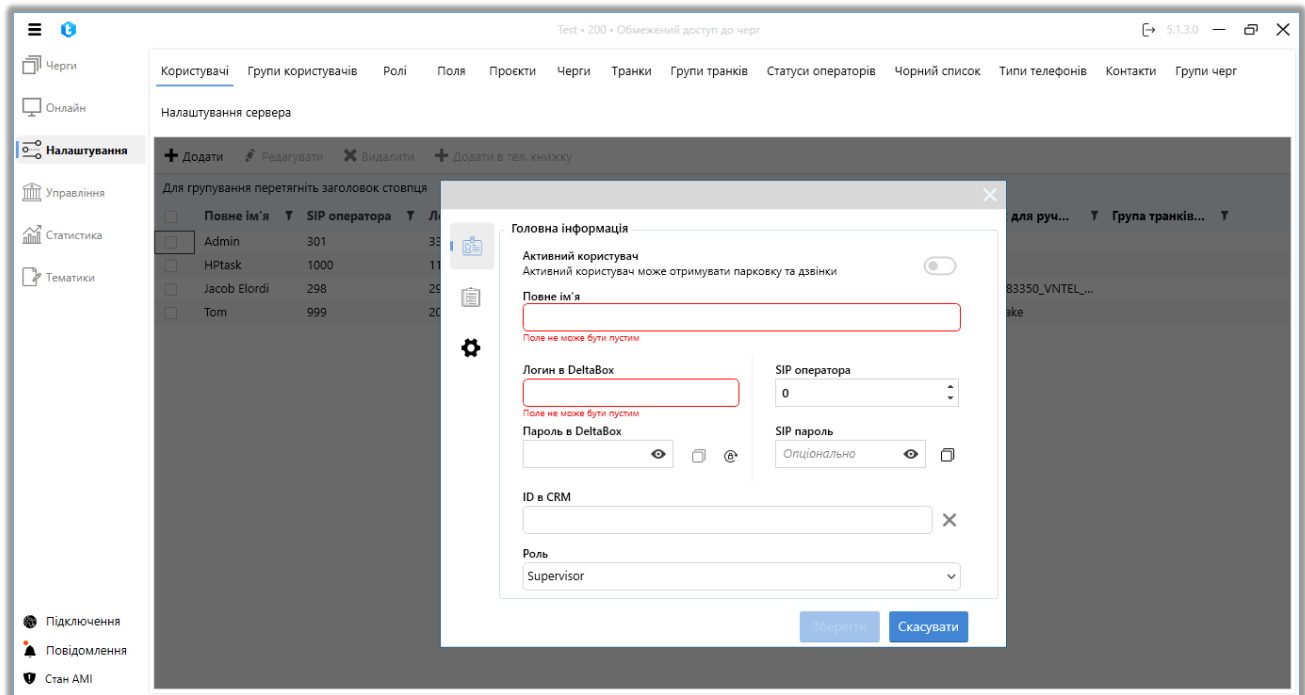 Test • 200 • Обмежений доступ до черг
5.1.3.0
Черги
Онлайн
Налаштування
Управління
Статистика
Тематики
Підключення
Повідомлення
Стан АМІ
Користувачі Групи користувачів Ролі Поля Проєкти Черги Транки Групи транків Статуси операторів Чорний список Типи телефонів Контакти Групи черг
Налаштування сервера
Додати Редагувати Видалити Додати в тел. книжку
Для групування перетягніть заголовок стовпця
Повне ім'я SIP оператора для руч... Група транків...
Admin 301
HPtask 1000
Jacob Elordi 298 83350_VNTEL_...
Tom 999
Головна інформація
Активний користувач
Активний користувач може отримувати парковку та дзвінки
Повне ім'я
Поле не може бути пустим
Логин в DeltaBox SIP оператора
0
Поле не може бути пустим
Пароль в DeltaBox SIP пароль
Опціонально
ID в CRM
Роль
Supervisor
Зберегти Скасувати